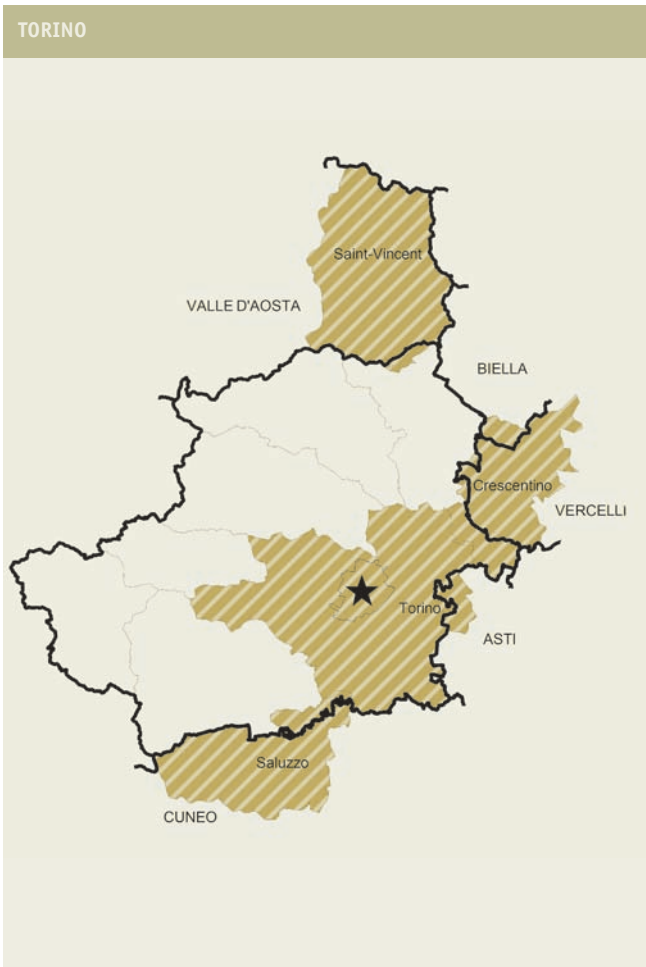 TORINO
Saint-Vincent
VALLE D'AOSTA
BIELLA
Crescentino
VERCELLI
Torino
ASTI
Saluzzo
CUNEO